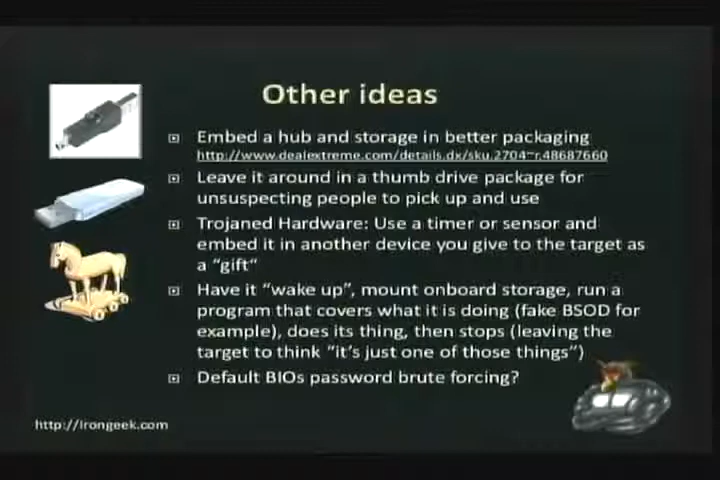 Other ideas
Embed a hub and storage in better packaging
http://www.dealextreme.com/details.dx/sku.2704~r.48687660
Leave it around in a thumb drive package for
unsuspecting people to pick up and use
Trojaned Hardware: Use a timer or sensor and
embed it in another device you give to the target as
a "gift"
Have it "wake up", mount onboard storage, run a
program that covers what it is doing (fake BSOD for
example), does its thing, then stops (leaving the
target to think "it's just one of those things")
Default BIOs password brute forcing?
http://Irongeek.com